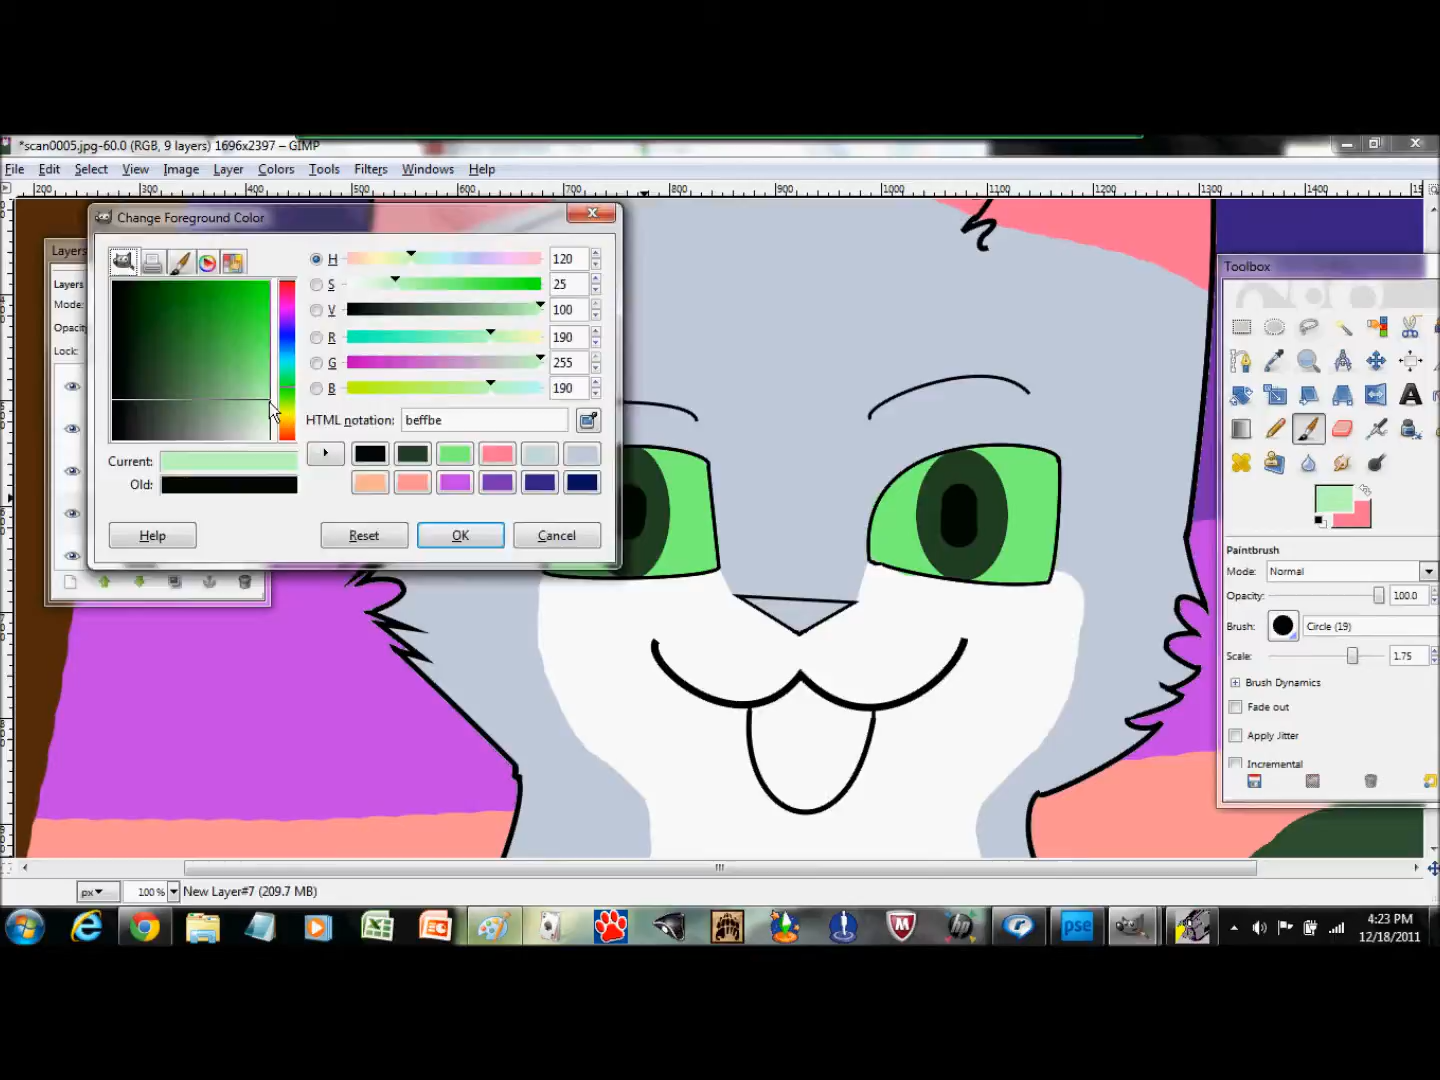 *scan0005.jpg-60.0 (RGB, 9 layers) 1696x2397 – GIMP
File Edit Select View Image Layer Colors Tools Filters Windows Help
200 300 400 500 600 700 800 900 1000 1100 1200 1300 1400
Change Foreground Color
Layers
Layers
Mode:
Opacity
Lock:
H 120
S 25
V 100
R 190
G 255
B 190
HTML notation: beffbe
Current:
Old:
Help Reset OK Cancel
Toolbox
Paintbrush
Mode: Normal
Opacity: 100.0
Brush: Circle (19)
Scale: 1.75
Brush Dynamics
Fade out
Apply Jitter
Incremental
px 100 % New Layer#7 (209.7 MB)
pse
hp
4:23 PM
12/18/2011